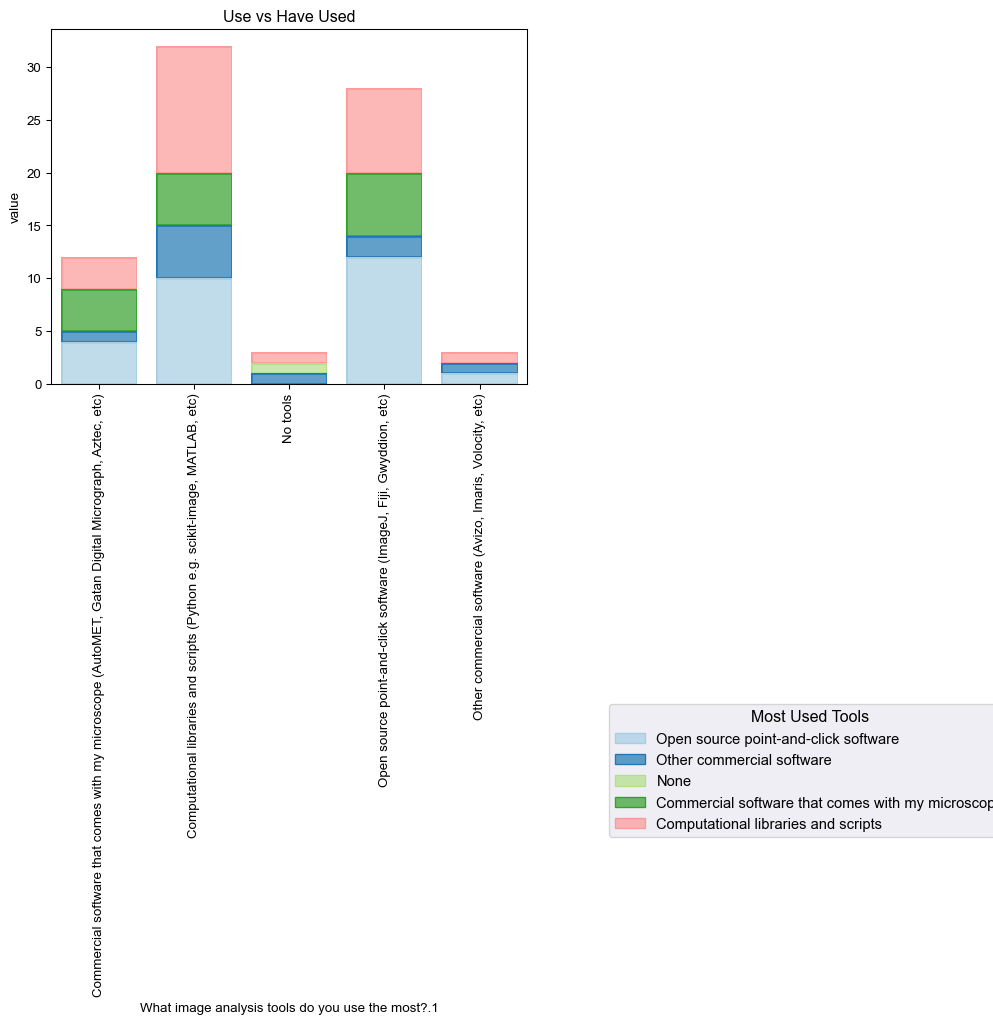 Use vs Have Used
value
30
25
20
15
10
5
0
Commercial software that comes with my microscope (AutoMET, Gatan Digital Micrograph, Aztec, etc)
Computational libraries and scripts (Python e.g. scikit-image, MATLAB, etc)
No tools
Open source point-and-click software (ImageJ, Fiji, Gwyddion, etc)
Other commercial software (Avizo, Imaris, Volocity, etc)
What image analysis tools do you use the most?.1
Most Used Tools
Open source point-and-click software
Other commercial software
None
Commercial software that comes with my microscop
Computational libraries and scripts